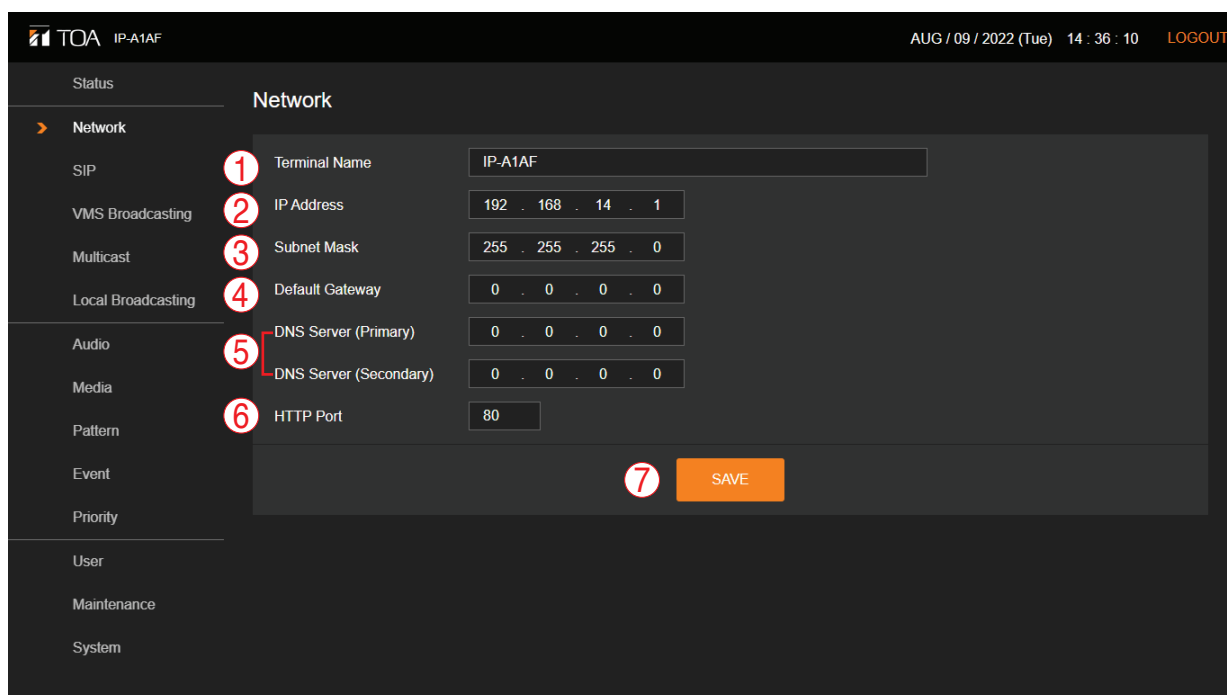 TOA IP-A1AF AUG / 09 / 2022 (Tue) 14 : 36 : 10 LOGOUT
Status
Network
SIP
VMS Broadcasting
Multicast
Local Broadcasting
Audio
Media
Pattern
Event
Priority
User
Maintenance
System
Network
1 Terminal Name IP-A1AF
2 IP Address 192 . 168 . 14 . 1
3 Subnet Mask 255 . 255 . 255 . 0
4 Default Gateway 0 . 0 . 0 . 0
5 DNS Server (Primary) 0 . 0 . 0 . 0
DNS Server (Secondary) 0 . 0 . 0 . 0
6 HTTP Port 80
7 SAVE